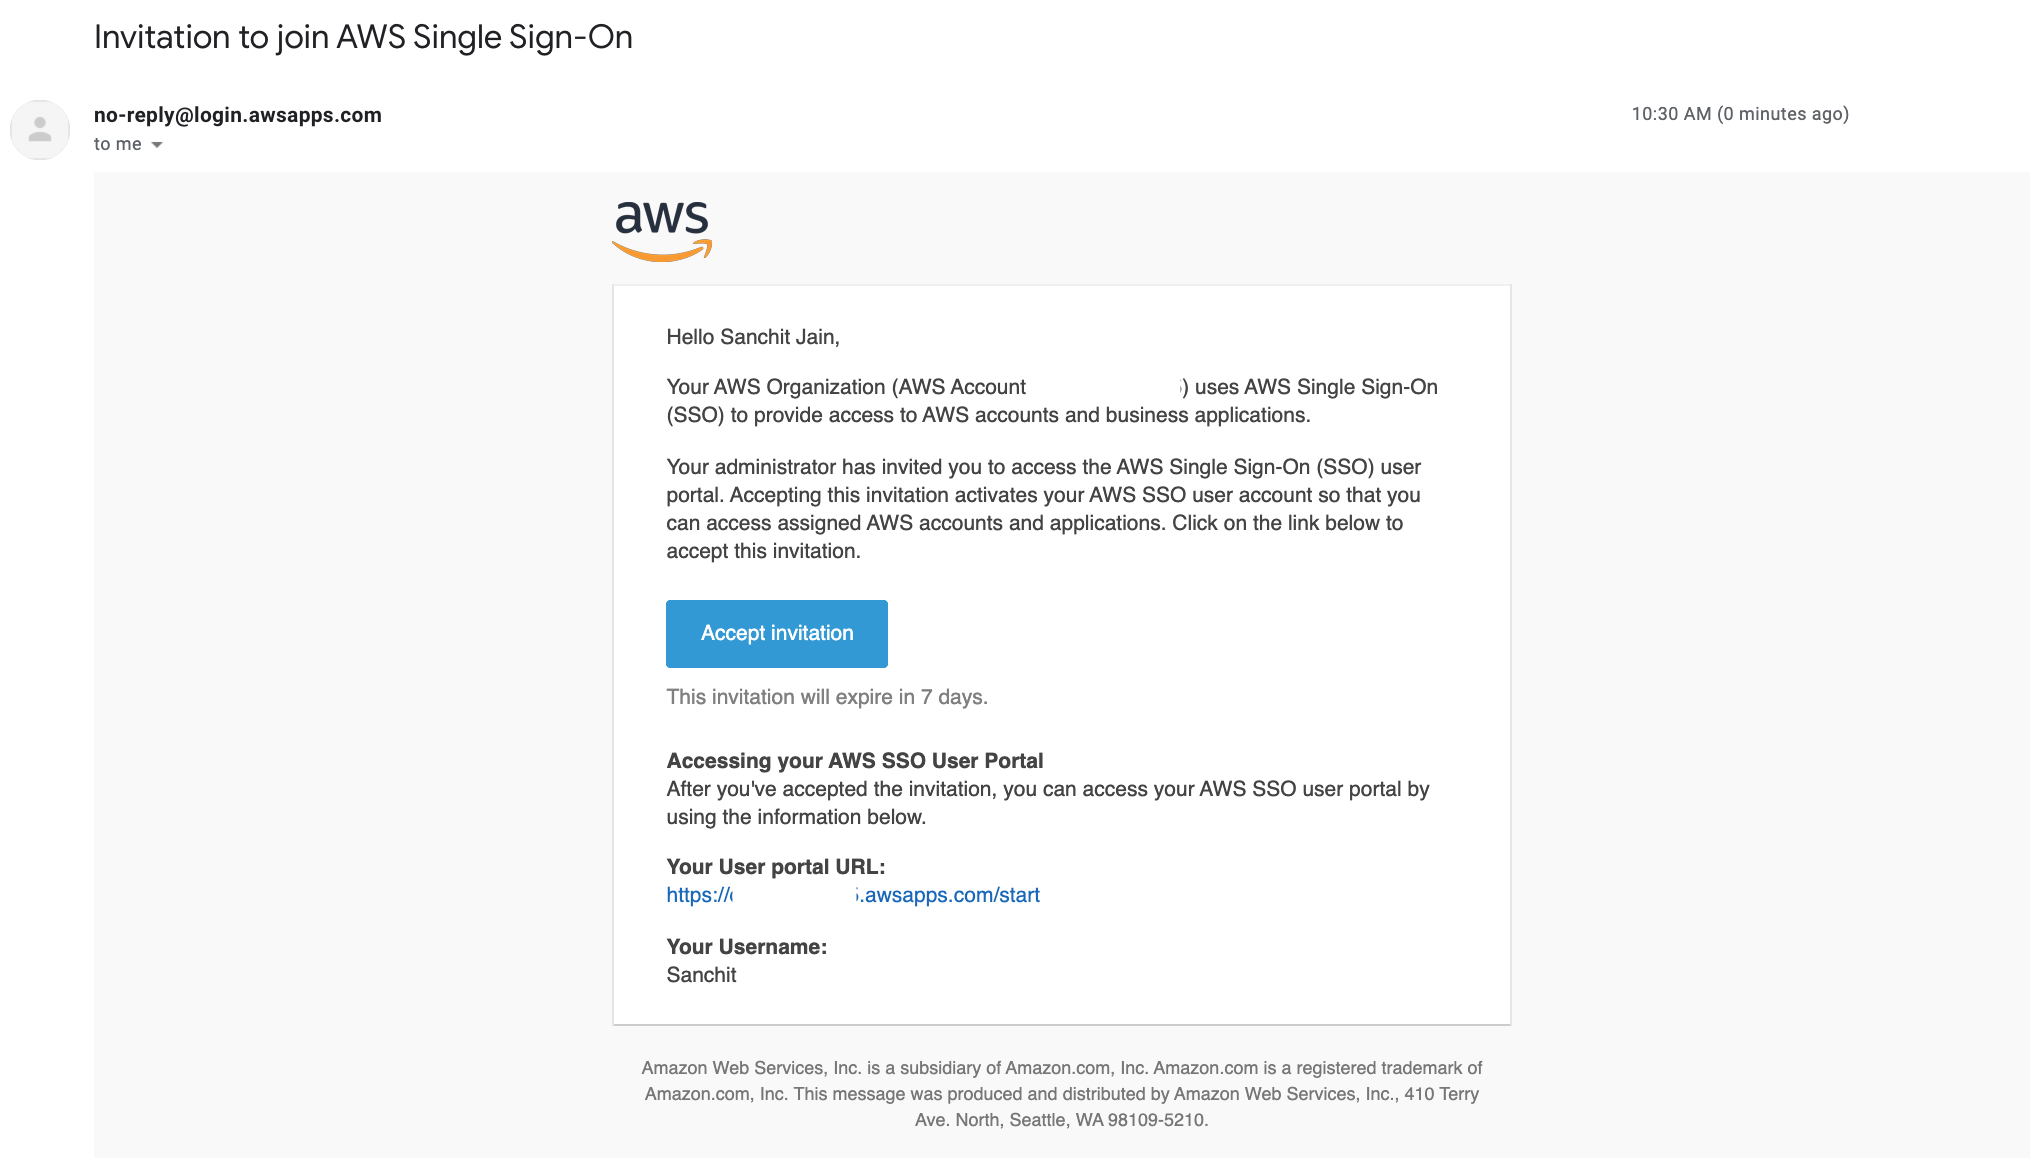 Invitation to join AWS Single Sign-On
no-reply@login.awsapps.com
10:30 AM (0 minutes ago)
to me
aws
Hello Sanchit Jain,
Your AWS Organization (AWS Account ) uses AWS Single Sign-On
(SSO) to provide access to AWS accounts and business applications.
Your administrator has invited you to access the AWS Single Sign-On (SSO) user
portal. Accepting this invitation activates your AWS SSO user account so that you
can access assigned AWS accounts and applications. Click on the link below to
accept this invitation.
Accept invitation
This invitation will expire in 7 days.
Accessing your AWS SSO User Portal
After you've accepted the invitation, you can access your AWS SSO user portal by
using the information below.
Your User portal URL:
https:// .awsapps.com/start
Your Username:
Sanchit
Amazon Web Services, Inc. is a subsidiary of Amazon.com, Inc. Amazon.com is a registered trademark of
Amazon.com, Inc. This message was produced and distributed by Amazon Web Services, Inc., 410 Terry
Ave. North, Seattle, WA 98109-5210.